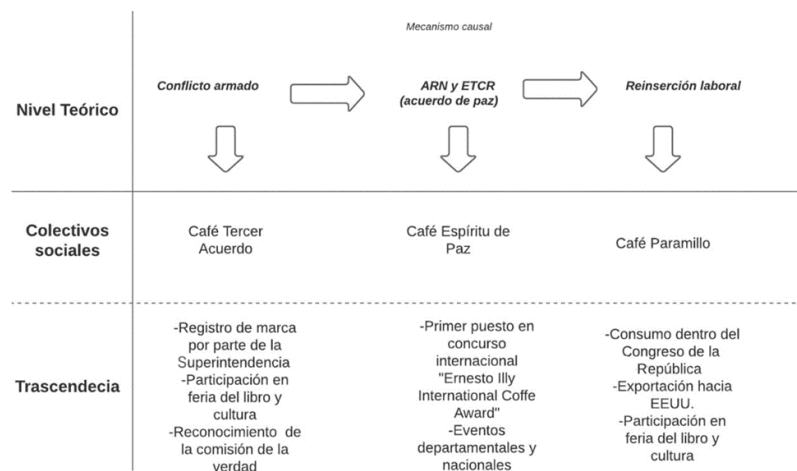 Mecanismo causal
Nivel Teórico
Conflicto armado
ARN y ETCR
(acuerdo de paz)
Reinserción laboral
Colectivos
sociales
Café Tercer
Acuerdo
Café Espíritu de
Paz
Café Paramillo
Trascendecia
-Registro de marca
por parte de la
Superintendencia
-Participación en
feria del libro y
cultura
-Reconocimiento de
la comisión de la
verdad
-Primer puesto en
concurso
internacional
"Ernesto Illy
International Coffe
Award"
-Eventos
departamentales y
nacionales
-Consumo dentro del
Congreso de la
República
-Exportación hacia
EEUU.
-Participación en
feria del libro y
cultura